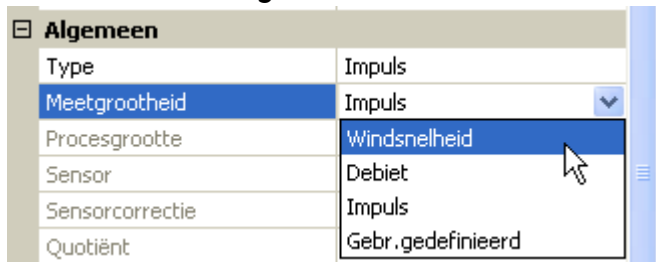 Algemeen
Type Impuls
Meetgrootheid Impuls
Procesgrootte Windsnelheid
Sensor Debiet
Sensorcorrectie Impuls
Quotiënt Gebr.gedefinieerd